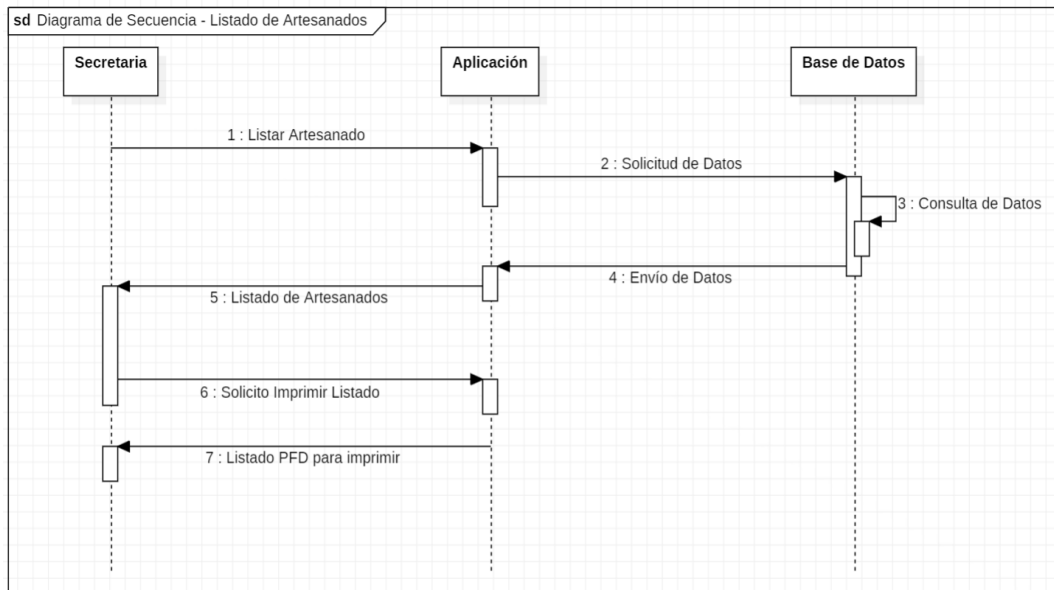 sd Diagrama de Secuencia - Listado de Artesanados
Secretaria
Aplicación
Base de Datos
1 : Listar Artesanado
2 : Solicitud de Datos
3 : Consulta de Datos
4 : Envío de Datos
5 : Listado de Artesanados
6 : Solicito Imprimir Listado
7 : Listado PFD para imprimir